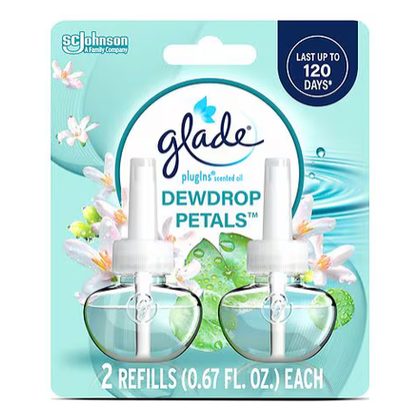 SC Johnson
A Family Company
LAST UP TO
120
DAYS*
glade®
plugins® scented oil
DEWDROP
PETALS™
2 REFILLS (0.67 FL. OZ.) EACH